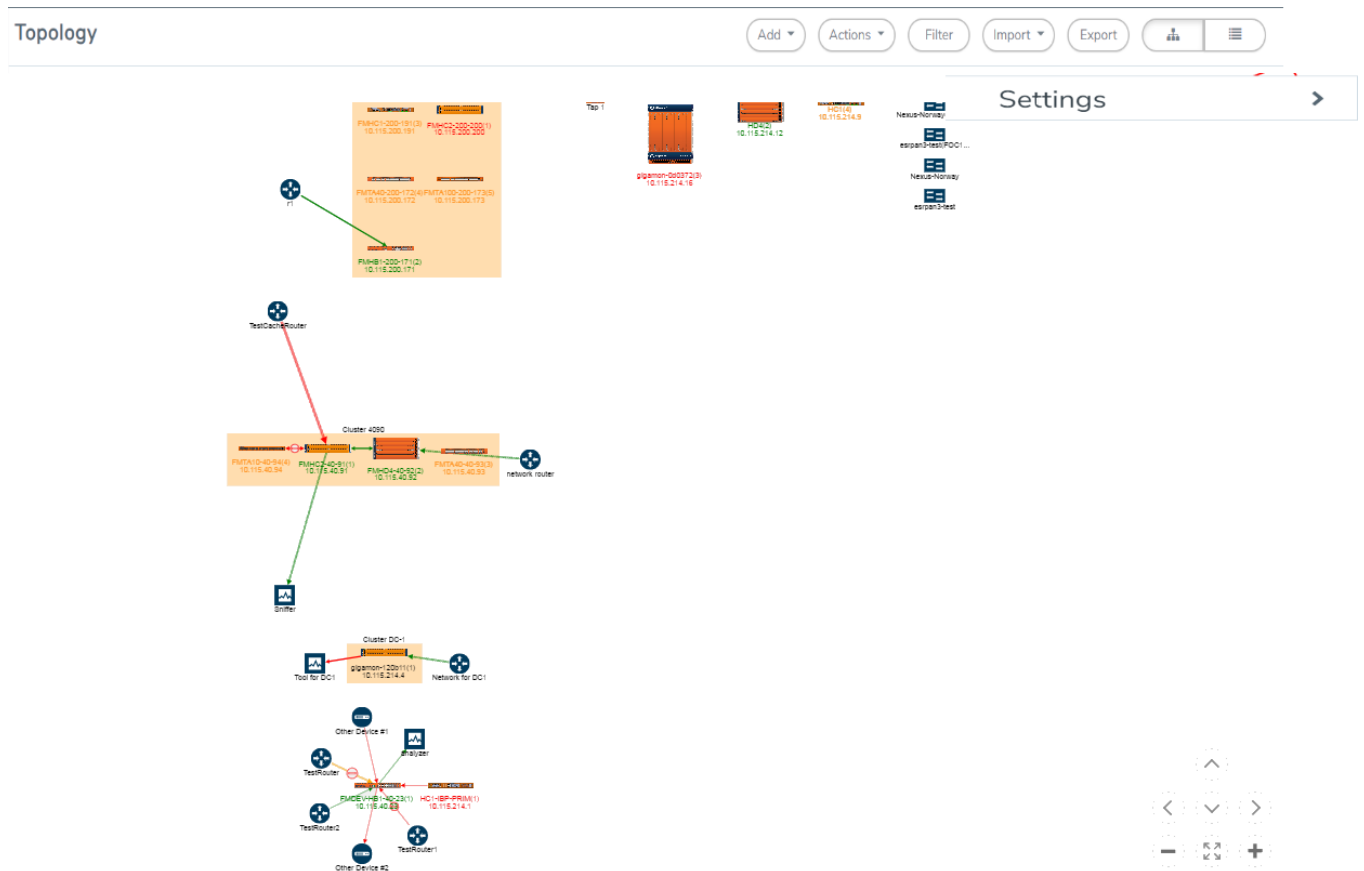 Topology
Add
Actions
Filter
Import
Export
Settings
FMHC1-200-191(3)
10.115.200.191
FMHC2-200-200(1)
10.115.200.200
Tap 1
gigamon-0d0372(3)
10.115.214.16
HD4(2)
10.115.214.12
HD1(4)
10.115.214.9
Nexus-Norway
esrpan3-test(FOC1...
Nexus-Norway
esrpan3-test
r1
FMTA40-200-172(4)
10.115.200.172
FMTA100-200-173(5)
10.115.200.173
FMHB1-200-171(2)
10.115.200.171
TestCacheRouter
Cluster 4090
FMTA10-40-94(4)
10.115.40.94
FMHC2-40-91(1)
10.115.40.91
FMHD4-40-92(2)
10.115.40.92
FMTA40-40-93(3)
10.115.40.93
network router
Sniffer
Cluster DC-1
Tool for DC1
gigamon-120b11(1)
10.115.214.4
Network for DC1
Other Device #1
analyzer
TestRouter
FMDEV-HB1-40-23(1)
HC1-IBP-PRIM(1)
10.115.214.1
TestRouter2
TestRouter1
Other Device #2